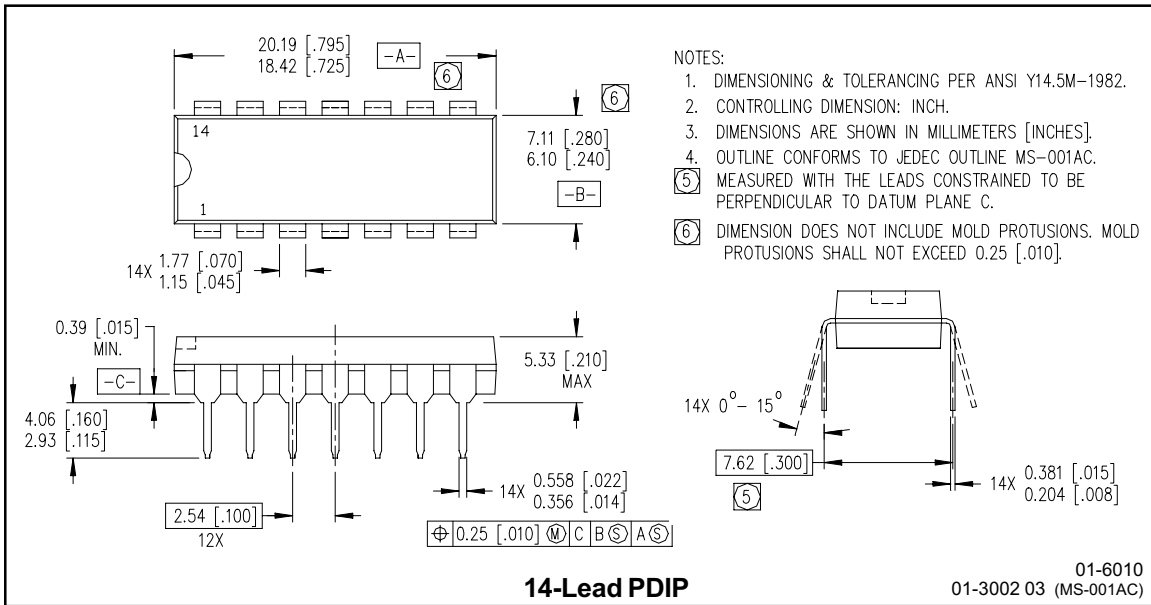 20.19 [.795]
18.42 [.725]
-A-
6
6
14
1
7.11 [.280]
6.10 [.240]
-B-
14X 1.77 [.070]
1.15 [.045]
NOTES:
1. DIMENSIONING & TOLERANCING PER ANSI Y14.5M-1982.
2. CONTROLLING DIMENSION: INCH.
3. DIMENSIONS ARE SHOWN IN MILLIMETERS [INCHES].
4. OUTLINE CONFORMS TO JEDEC OUTLINE MS-001AC.
5 MEASURED WITH THE LEADS CONSTRAINED TO BE
PERPENDICULAR TO DATUM PLANE C.
6 DIMENSION DOES NOT INCLUDE MOLD PROTUSIONS. MOLD
PROTUSIONS SHALL NOT EXCEED 0.25 [.010].
0.39 [.015]
MIN.
-C-
4.06 [.160]
2.93 [.115]
5.33 [.210]
MAX
2.54 [.100]
12X
14X 0.558 [.022]
0.356 [.014]
⌖ 0.25 [.010] Ⓜ C B Ⓢ A Ⓢ
14X 0°- 15°
7.62 [.300]
5
14X 0.381 [.015]
0.204 [.008]
14-Lead PDIP
01-6010
01-3002 03 (MS-001AC)